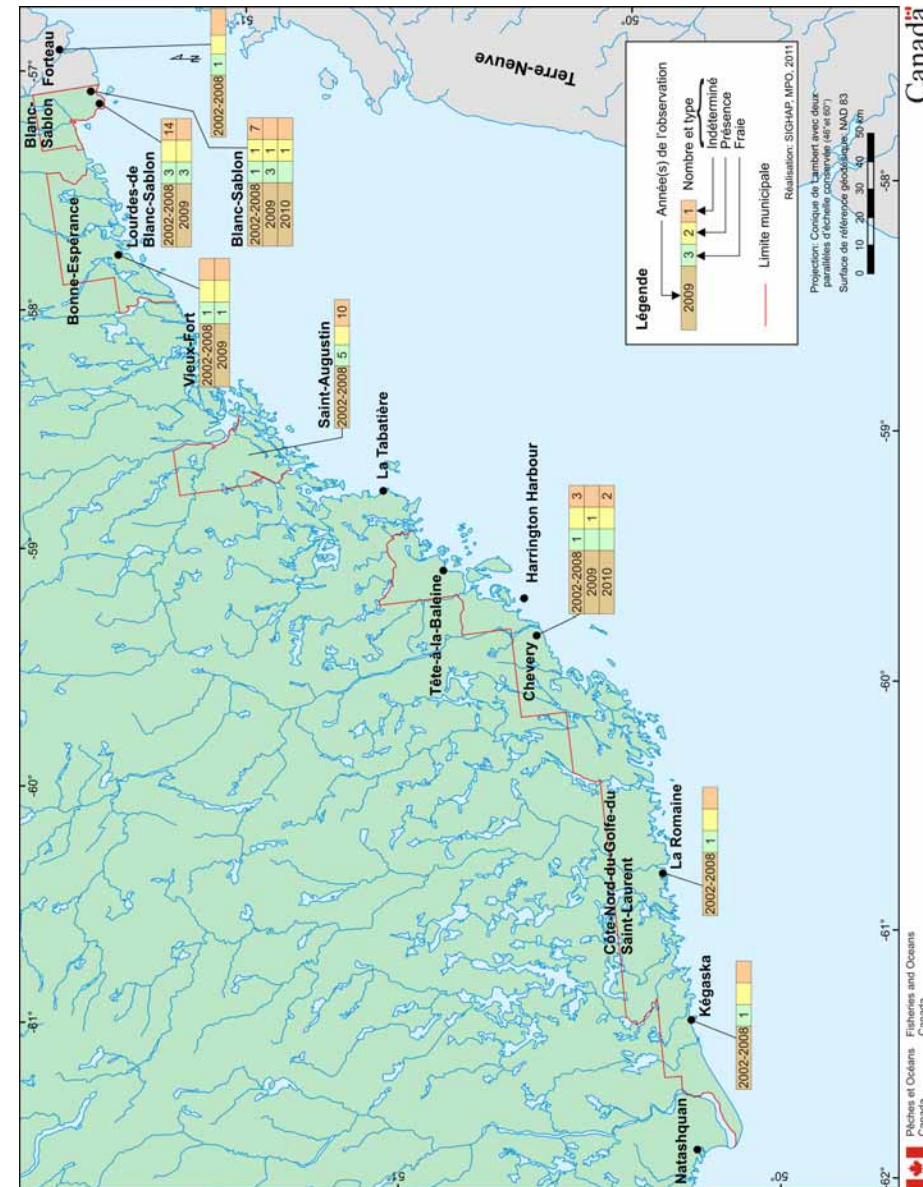 -57°
-58°
-59°
-60°
-61°
51°
50°
Blanc-
Sablon
Forteau
2002-2008 1
N
Terre-Neuve
Bonne-Espérance
Lourdes-de
Blanc-Sablon
2002-2008 3 14
2009 3
Blanc-Sablon
2002-2008 1 1 7
2009 3 1 1
2010 1
Vieux-Fort
2002-2008 1
2009 1
Saint-Augustin
2002-2008 5 10
La Tabatière
Tête-à-la-Baleine
Harrington Harbour
Chevery
2002-2008 1 3
2009 1
2010 2
Côte-Nord-du-Golfe-du
Saint-Laurent
La Romaine
2002-2008 1
Kégaska
2002-2008 1
Natashquan
51°
50°
-58°
-59°
-60°
-61°
-62°
Légende
Année(s) de l'observation
2009 3 2 1
Nombre et type
Indéterminé
Présence
Fraie
Limite municipale
Réalisation: SIGHAP, MPO, 2011
Projection: Conique de Lambert avec deux
parallèles d'échelle conservée (46° et 60°)
Surface de référence géodésique: NAD 83
0 10 20 30 40 50 km
Pêches et Océans
Canada
Fisheries and Oceans
Canada
Canada